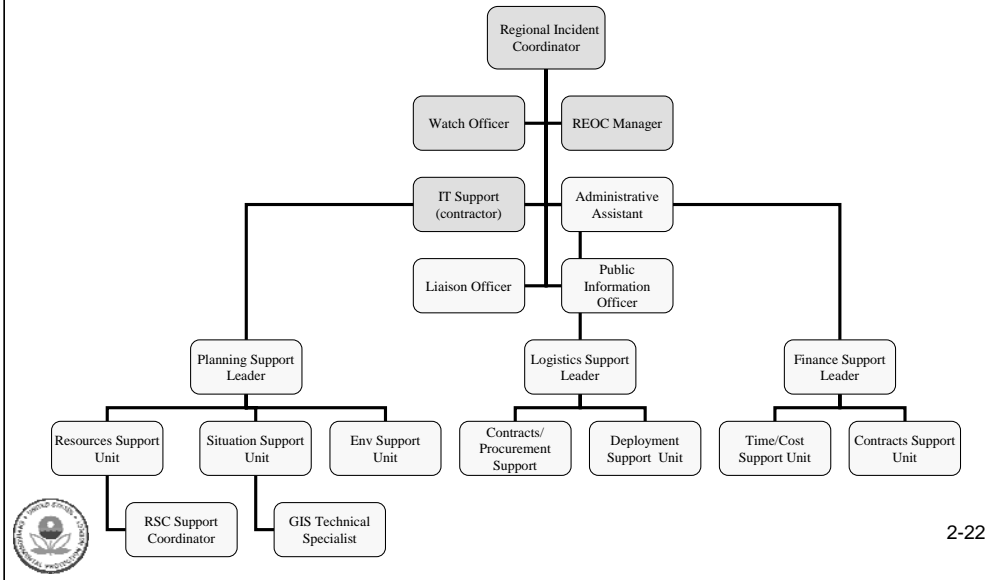 Regional Incident
Coordinator
Watch Officer
REOC Manager
IT Support
(contractor)
Administrative
Assistant
Liaison Officer
Public
Information
Officer
Planning Support
Leader
Logistics Support
Leader
Finance Support
Leader
Resources Support
Unit
Situation Support
Unit
Env Support
Unit
Contracts/
Procurement
Support
Deployment
Support Unit
Time/Cost
Support Unit
Contracts Support
Unit
RSC Support
Coordinator
GIS Technical
Specialist
UNITED STATES
2-22